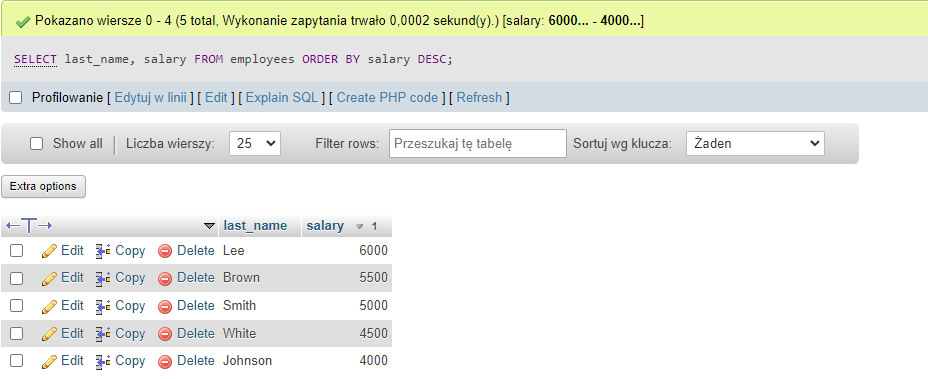 Pokazano wiersze 0 - 4 (5 total, Wykonanie zapytania trwało 0,0002 sekund(y).) [salary: 6000... - 4000...]
SELECT last_name, salary FROM employees ORDER BY salary DESC;
Profilowanie [ Edytuj w linii ] [ Edit ] [ Explain SQL ] [ Create PHP code ] [ Refresh ]
Show all Liczba wierszy: 25 Filter rows: Przeszukaj tę tabelę Sortuj wg klucza: Żaden
Extra options
last_name salary 1
Edit Copy Delete Lee 6000
Edit Copy Delete Brown 5500
Edit Copy Delete Smith 5000
Edit Copy Delete White 4500
Edit Copy Delete Johnson 4000